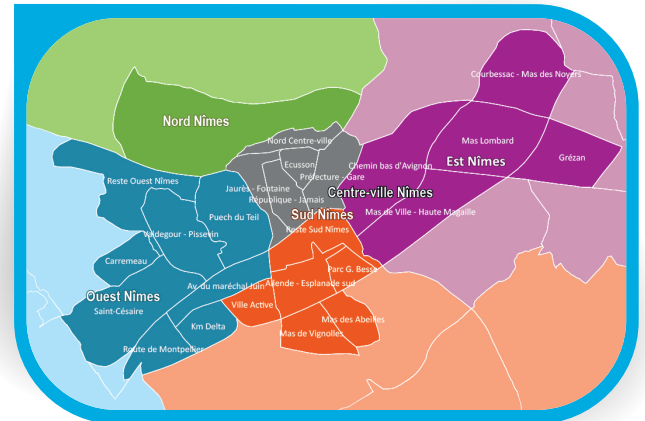 Courbessac - Mas des Noyers
Nord Nîmes
Nord Centre-ville
Mas Lombard
Ecusson
Chemin bas d'Avignon
Est Nîmes
Grézan
Préfecture - Gare
Reste Ouest Nîmes
Jaurès - Fontaine
Centre-ville Nîmes
République - Jamais
Puech du Teil
Sud Nîmes
Mas de Ville - Haute Magaille
Reste Sud Nîmes
Valdegour - Pissevin
Carremeau
Parc G. Besse
Av. du maréchal Juin
Allende - Esplanade sud
Ouest Nîmes
Ville Active
Saint-Césaire
Mas des Abeilles
Km Delta
Mas de Vignolles
Route de Montpellier